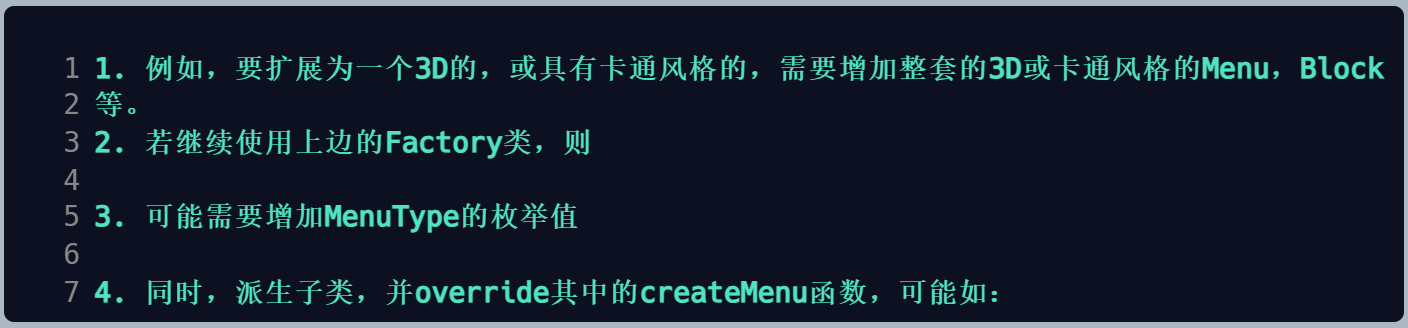 1 1. 例如，要扩展为一个3D的，或具有卡通风格的，需要增加整套的3D或卡通风格的Menu，Block
2 等。
3 2. 若继续使用上边的Factory类，则
4
5 3. 可能需要增加MenuType的枚举值
6
7 4. 同时，派生子类，并override其中的createMenu函数，可能如：